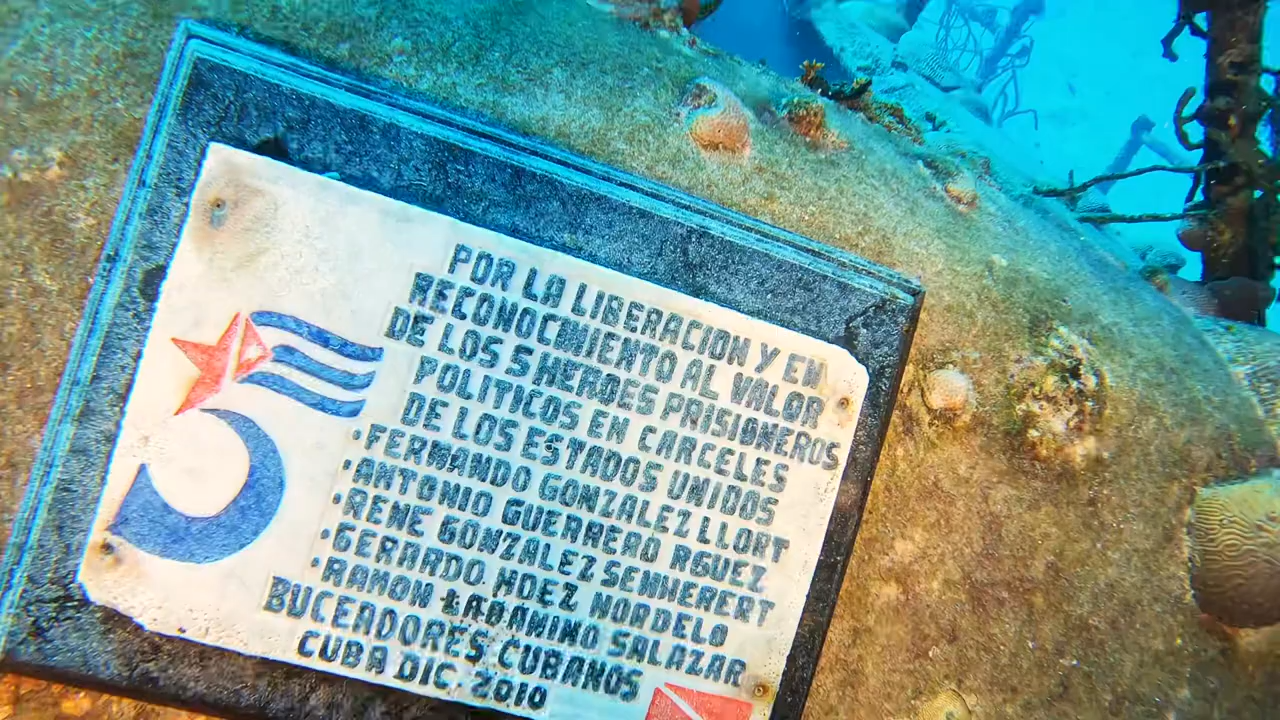 POR LA LIBERACION Y EN
RECONOCMIENTO AL VALOR
DE LOS 5 HEROES PRISIONEROS
POLITICOS EN CARCELES
DE LOS ESTADOS UNIDOS
·FERNANDO GONZALEZ LLORT
·ANTONIO GUERRERO RGUEZ
·RENE GONZALEZ SEHHERERT
·GERARDO HDEZ NORDELO
·RAMON LABAÑINO SALAZAR
BUCEADORES CUBANOS
CUBA DIC. 2010
5